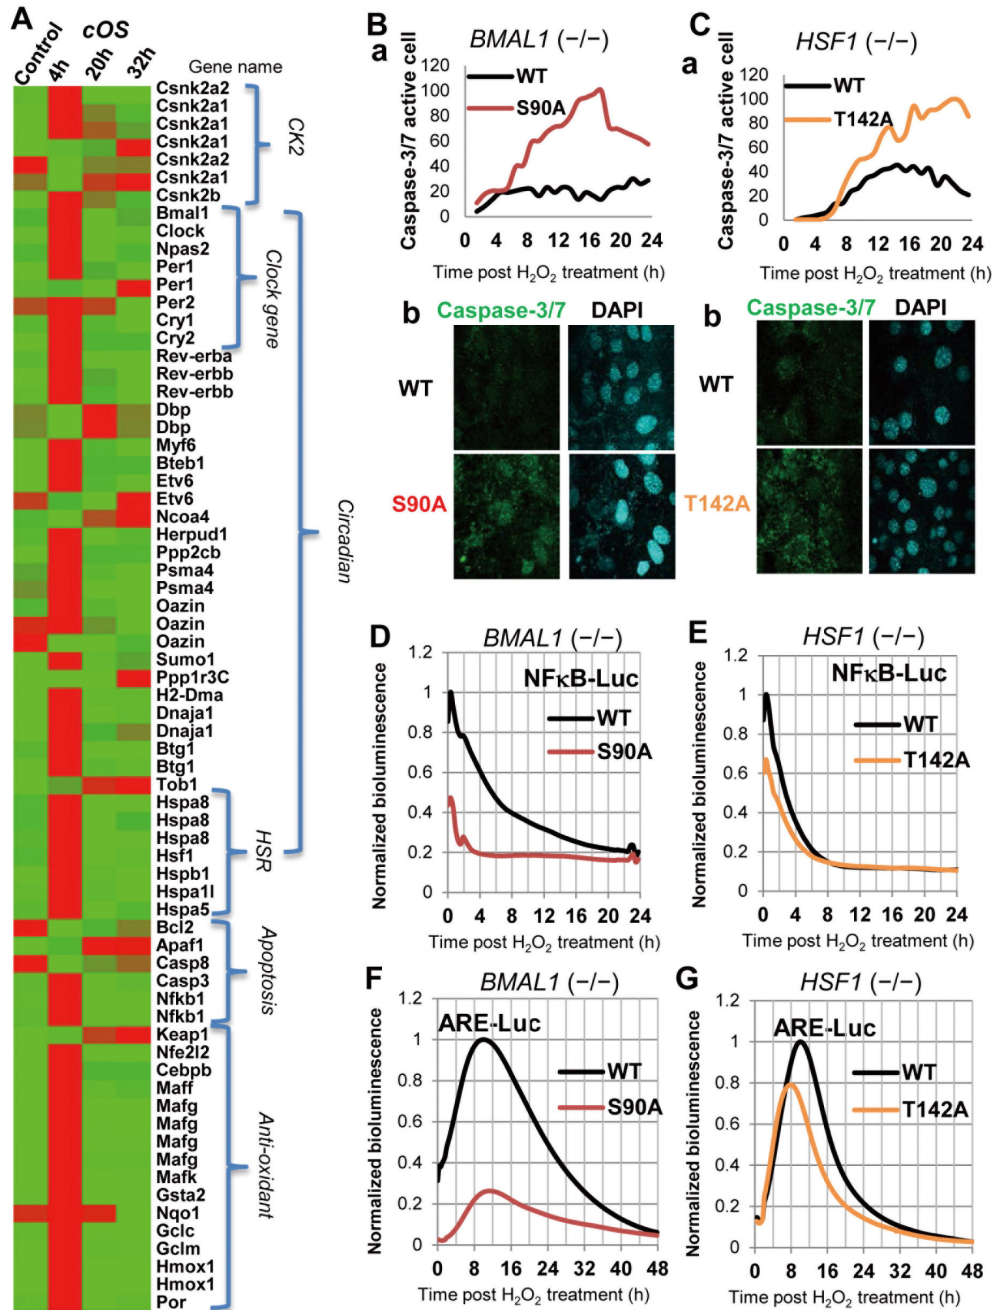 A
cOS
Control
4h
20h
32h
Gene name
Csnk2a2
Csnk2a1
Csnk2a1
Csnk2a1
Csnk2a2
Csnk2a1
Csnk2b
Bmal1
Clock
Npas2
Per1
Per1
Per2
Cry1
Cry2
Rev-erba
Rev-erbb
Rev-erbb
Dbp
Dbp
Myf6
Bteb1
Etv6
Etv6
Ncoa4
Herpud1
Ppp2cb
Psma4
Psma4
Oazin
Oazin
Oazin
Sumo1
Ppp1r3C
H2-Dma
Dnaja1
Dnaja1
Btg1
Btg1
Tob1
Hspa8
Hspa8
Hspa8
Hsf1
Hspb1
Hspa1l
Hspa5
Bcl2
Apaf1
Casp8
Casp3
Nfkb1
Nfkb1
Keap1
Nfe2l2
Cebpb
Maff
Mafg
Mafg
Mafg
Mafg
Mafk
Gsta2
Nqo1
Gclc
Gclm
Hmox1
Hmox1
Por
CK2
Clock gene
Circadian
HSR
Apoptosis
Anti-oxidant
B
BMAL1 (−/−)
a
Caspase-3/7 active cell
120
100
80
60
40
20
0
WT
S90A
0 4 8 12 16 20 24
Time post H₂O₂ treatment (h)
b
Caspase-3/7 DAPI
WT
S90A
C
HSF1 (−/−)
a
Caspase-3/7 active cell
120
100
80
60
40
20
0
WT
T142A
0 4 8 12 16 20 24
Time post H₂O₂ treatment (h)
b
Caspase-3/7 DAPI
WT
T142A
D
BMAL1 (−/−)
Normalized bioluminescence
1.2
1
0.8
0.6
0.4
0.2
0
NFκB-Luc
WT
S90A
0 4 8 12 16 20 24
Time post H₂O₂ treatment (h)
E
HSF1 (−/−)
Normalized bioluminescence
1.2
1
0.8
0.6
0.4
0.2
0
NFκB-Luc
WT
T142A
0 4 8 12 16 20 24
Time post H₂O₂ treatment (h)
F
BMAL1 (−/−)
Normalized bioluminescence
1.2
1
0.8
0.6
0.4
0.2
0
ARE-Luc
WT
S90A
0 8 16 24 32 40 48
Time post H₂O₂ treatment (h)
G
HSF1 (−/−)
Normalized bioluminescence
1.2
1
0.8
0.6
0.4
0.2
0
ARE-Luc
WT
T142A
0 8 16 24 32 40 48
Time post H₂O₂ treatment (h)